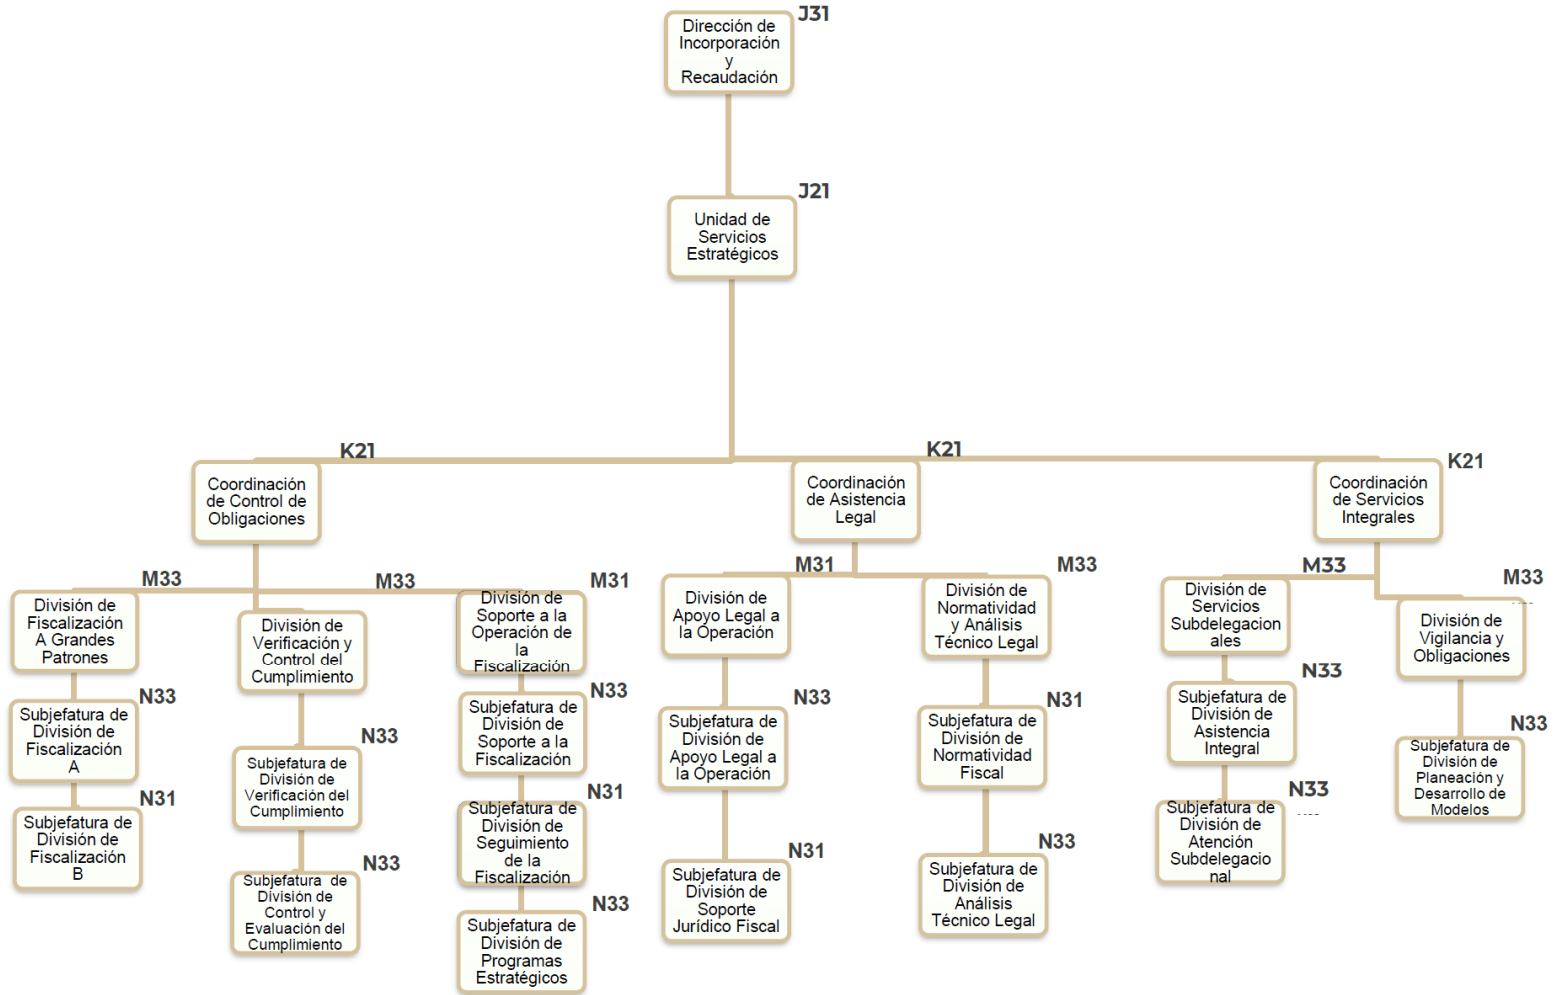 J31
Dirección de
Incorporación
y
Recaudación
J21
Unidad de
Servicios
Estratégicos
K21
Coordinación
de Control de
Obligaciones
K21
Coordinación
de Asistencia
Legal
K21
Coordinación
de Servicios
Integrales
M33
División de
Fiscalización
A Grandes
Patrones
N33
Subjefatura de
División de
Fiscalización
A
N31
Subjefatura de
División de
Fiscalización
B
M33
División de
Verificación y
Control del
Cumplimiento
N33
Subjefatura de
División de
Verificación del
Cumplimiento
N33
Subjefatura de
División de
Control y
Evaluación del
Cumplimiento
M31
División de
Soporte a la
Operación de
la
Fiscalización
N33
Subjefatura de
División de
Soporte a la
Fiscalización
N31
Subjefatura de
División de
Seguimiento
de la
Fiscalización
N33
Subjefatura de
División de
Programas
Estratégicos
M31
División de
Apoyo Legal a
la Operación
N33
Subjefatura de
División de
Apoyo Legal a
la Operación
N31
Subjefatura de
División de
Soporte
Jurídico Fiscal
M33
División de
Normatividad
y Análisis
Técnico Legal
N31
Subjefatura de
División de
Normatividad
Fiscal
N33
Subjefatura de
División de
Análisis
Técnico Legal
M33
División de
Servicios
Subdelegacion
ales
N33
Subjefatura de
División de
Asistencia
Integral
N33
Subjefatura de
División de
Atención
Subdelegacio
nal
M33
División de
Vigilancia y
Obligaciones
N33
Subjefatura de
División de
Planeación y
Desarrollo de
Modelos